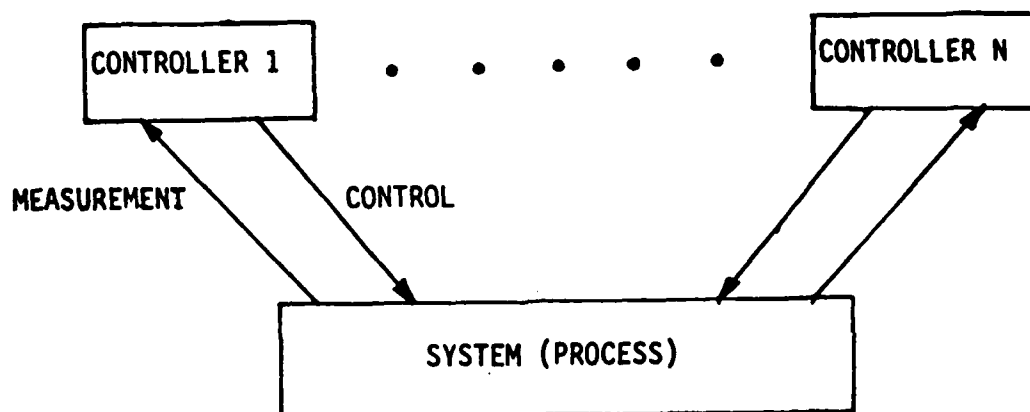 CONTROLLER 1
CONTROLLER N
MEASUREMENT
CONTROL
SYSTEM (PROCESS)